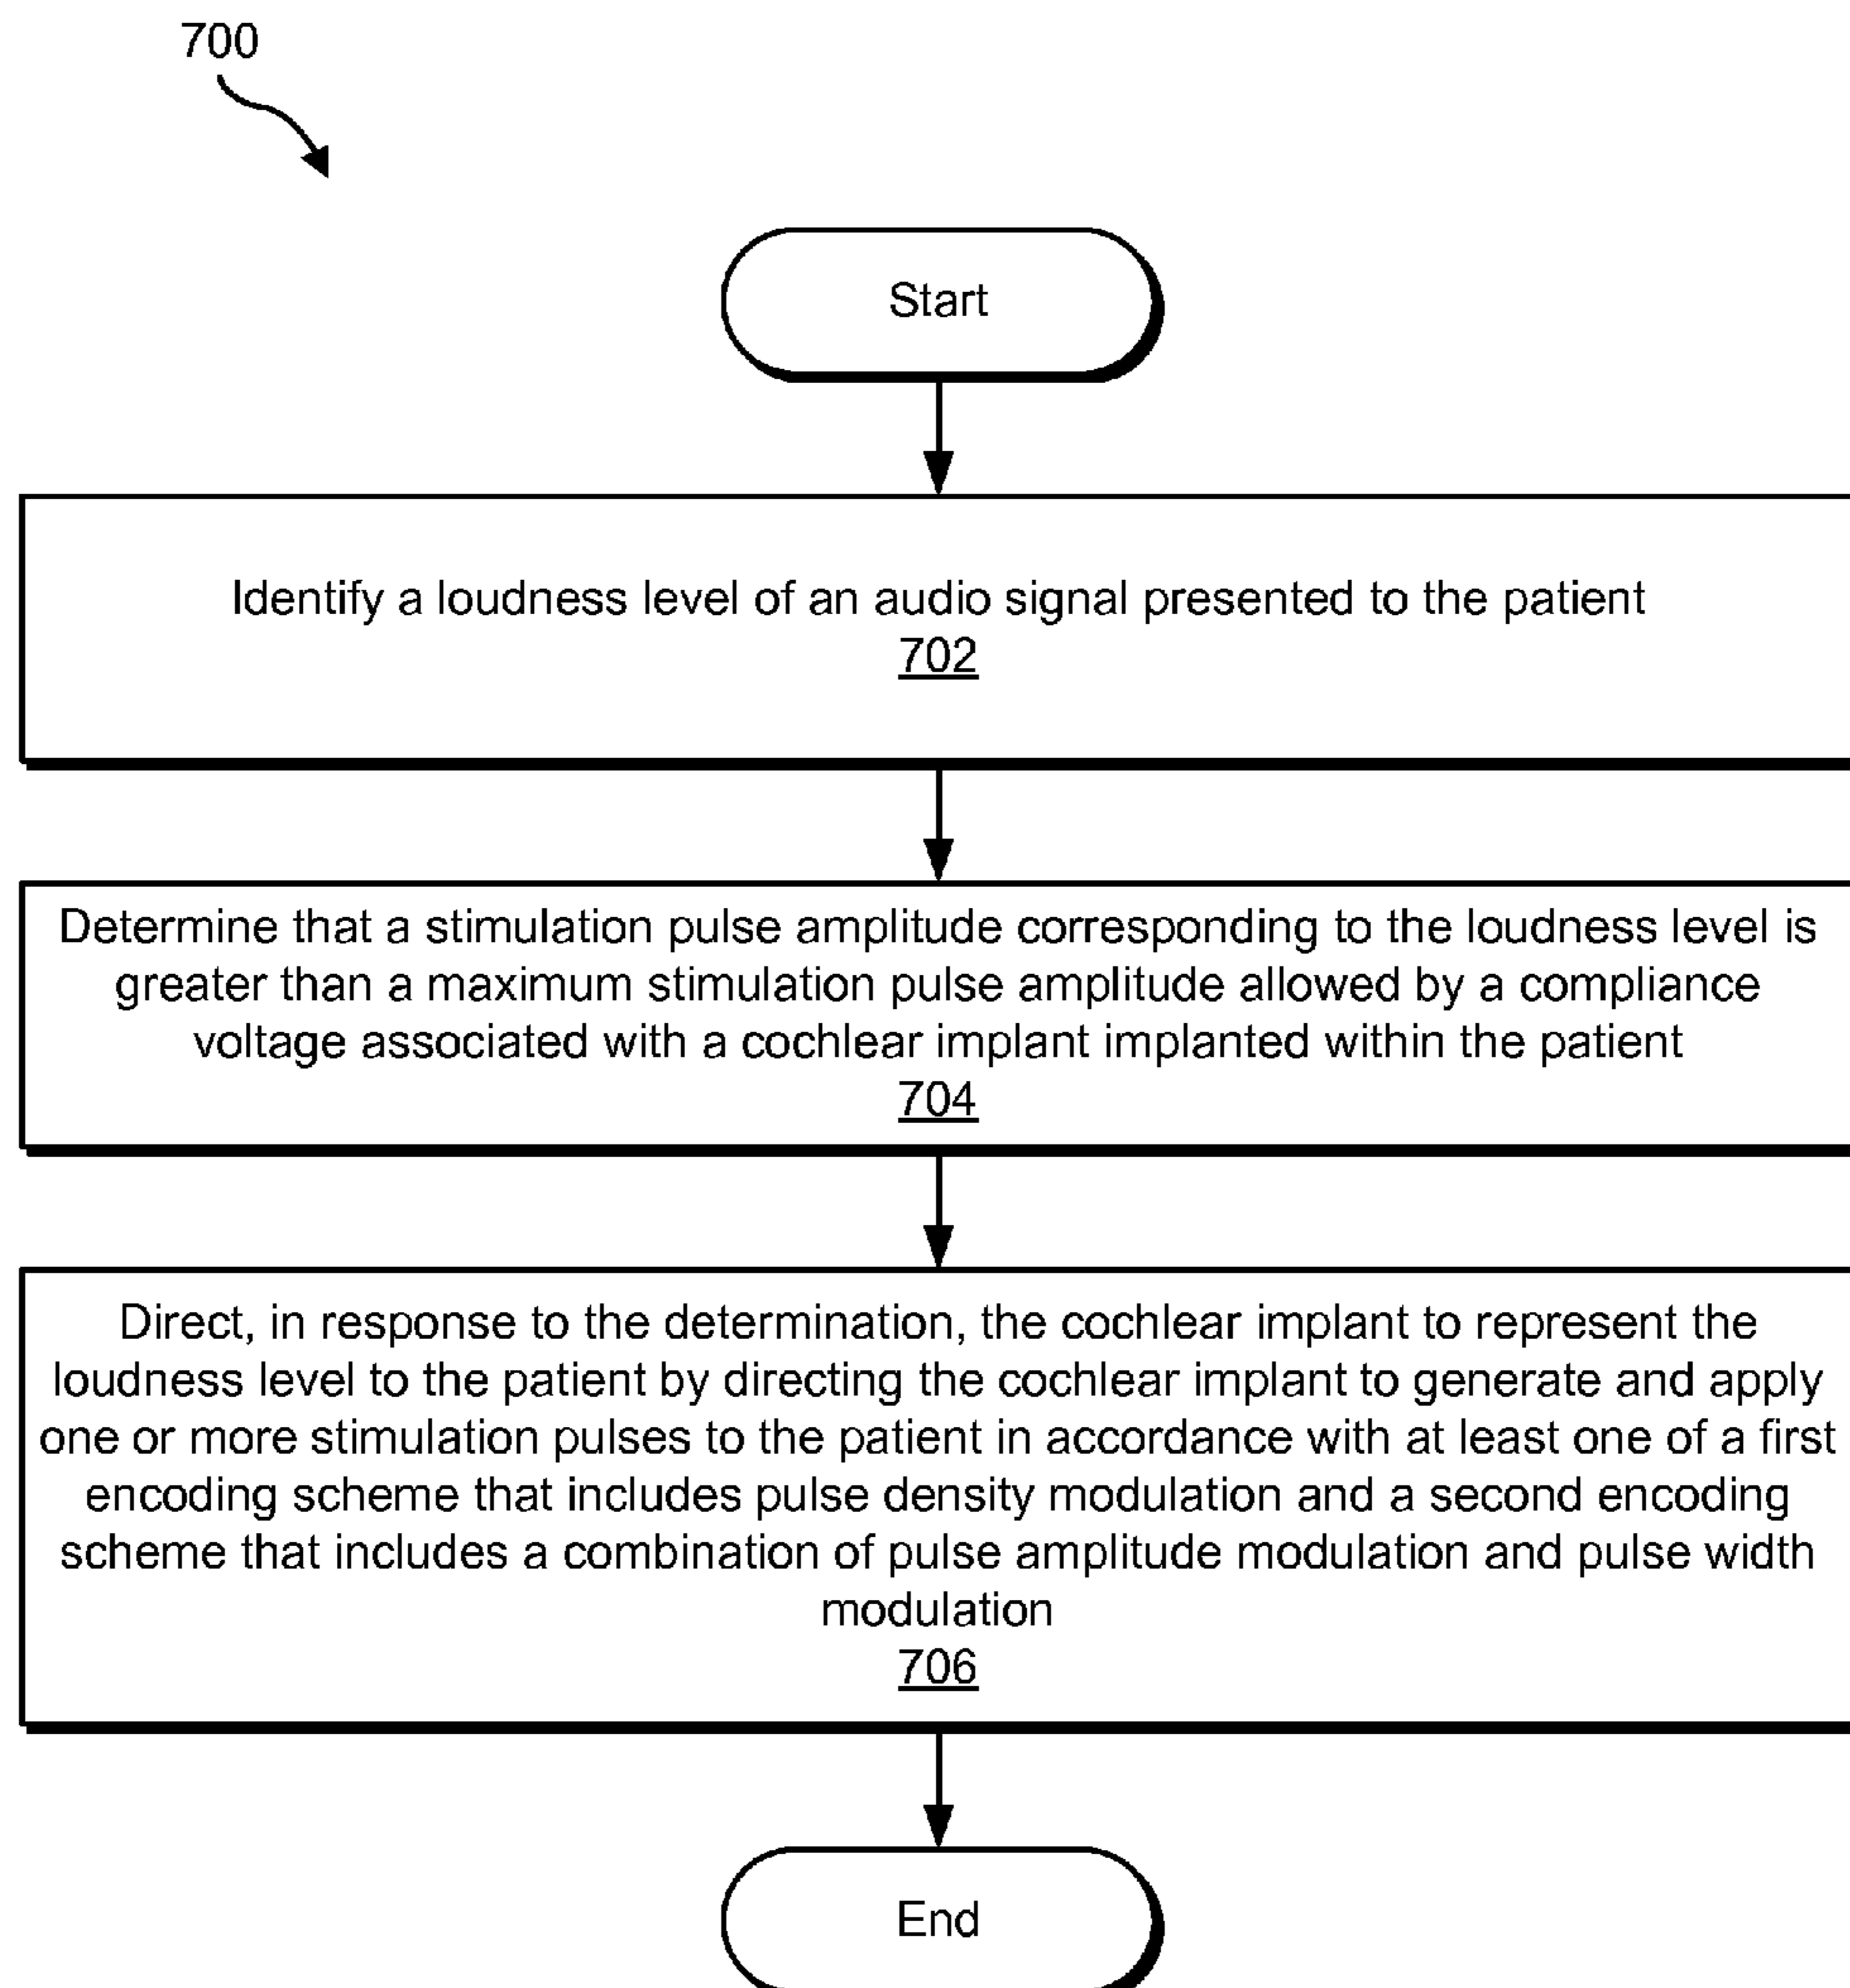 700
Start
Identify a loudness level of an audio signal presented to the patient
702
Determine that a stimulation pulse amplitude corresponding to the loudness level is
greater than a maximum stimulation pulse amplitude allowed by a compliance
voltage associated with a cochlear implant implanted within the patient
704
Direct, in response to the determination, the cochlear implant to represent the
loudness level to the patient by directing the cochlear implant to generate and apply
one or more stimulation pulses to the patient in accordance with at least one of a first
encoding scheme that includes pulse density modulation and a second encoding
scheme that includes a combination of pulse amplitude modulation and pulse width
modulation
706
End